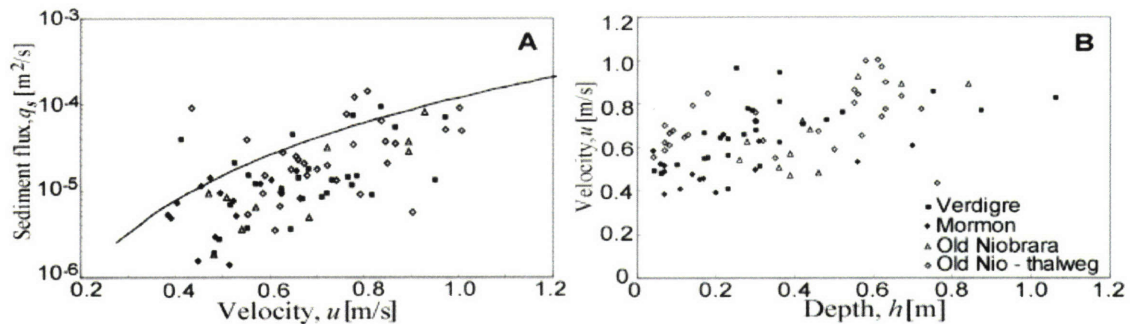 10-3
10-4
10-5
10-6
Sediment flux, qs [m2/s]
A
0.2 0.4 0.6 0.8 1.0 1.2
Velocity, u [m/s]
1.2
1.0
0.8
0.6
0.4
0.2
0
Velocity, u [m/s]
B
Verdigre
Mormon
Old Niobrara
Old Nio - thalweg
0 0.2 0.4 0.6 0.8 1.0 1.2
Depth, h [m]